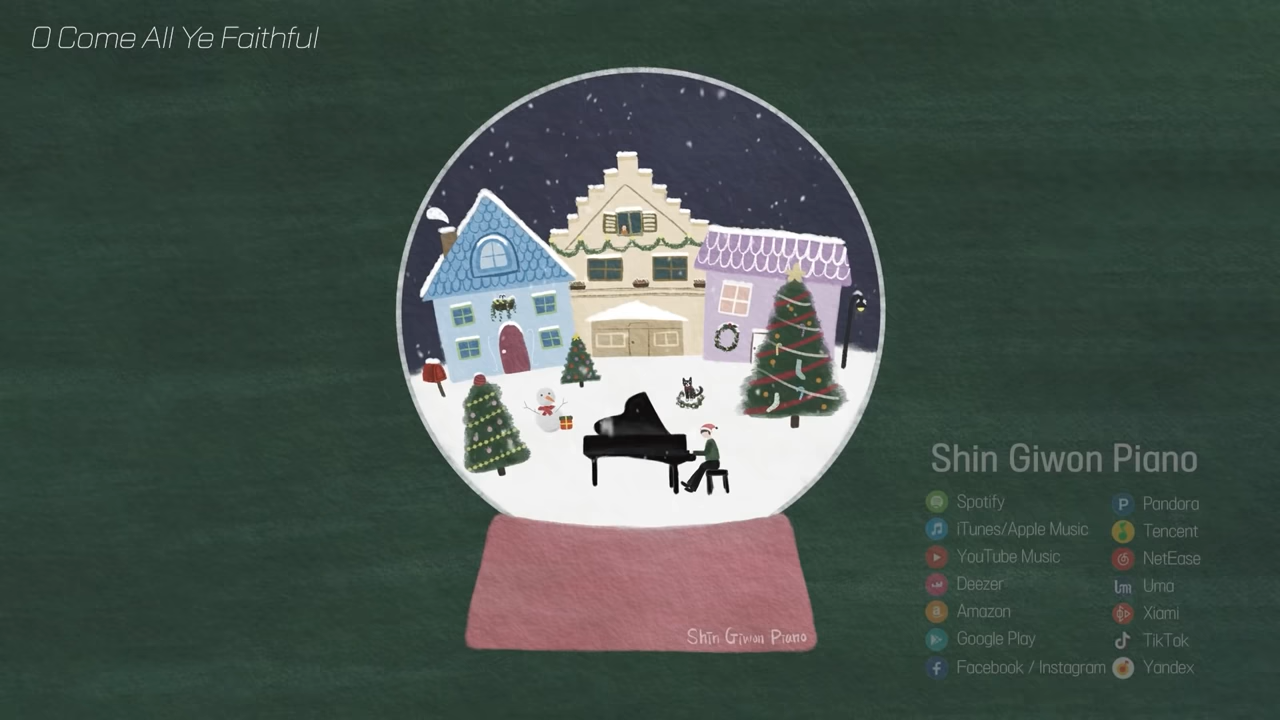 O Come All Ye Faithful
Shin Giwon Piano
Spotify
iTunes/Apple Music
YouTube Music
Deezer
Amazon
Google Play
Facebook / Instagram
Pandora
Tencent
NetEase
Uma
Xiami
TikTok
Yandex
Shin Giwon Piano